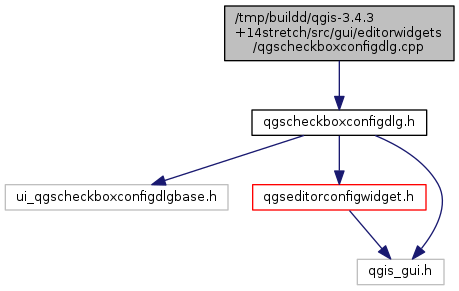 /tmp/buildd/qgis-3.4.3
+14stretch/src/gui/editorwidgets
/qgscheckboxconfigdlg.cpp
qgscheckboxconfigdlg.h
ui_qgscheckboxconfigdlgbase.h
qgseditorconfigwidget.h
qgis_gui.h